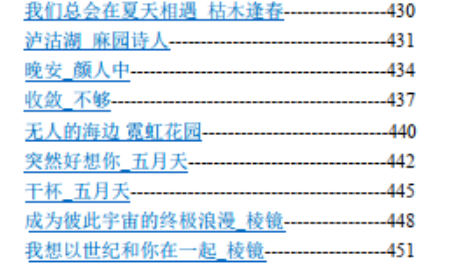 我们总会在夏天相遇_枯木逢春-----------------430
泸沽湖_麻园诗人------------------------------------431
晚安_颜人中------------------------------------------434
收敛_不够---------------------------------------------437
无人的海边 霓虹花园-------------------------------440
突然好想你_五月天---------------------------------442
干杯_五月天------------------------------------------445
成为彼此宇宙的终极浪漫_棱镜-----------------448
我想以世纪和你在一起_棱镜--------------------451